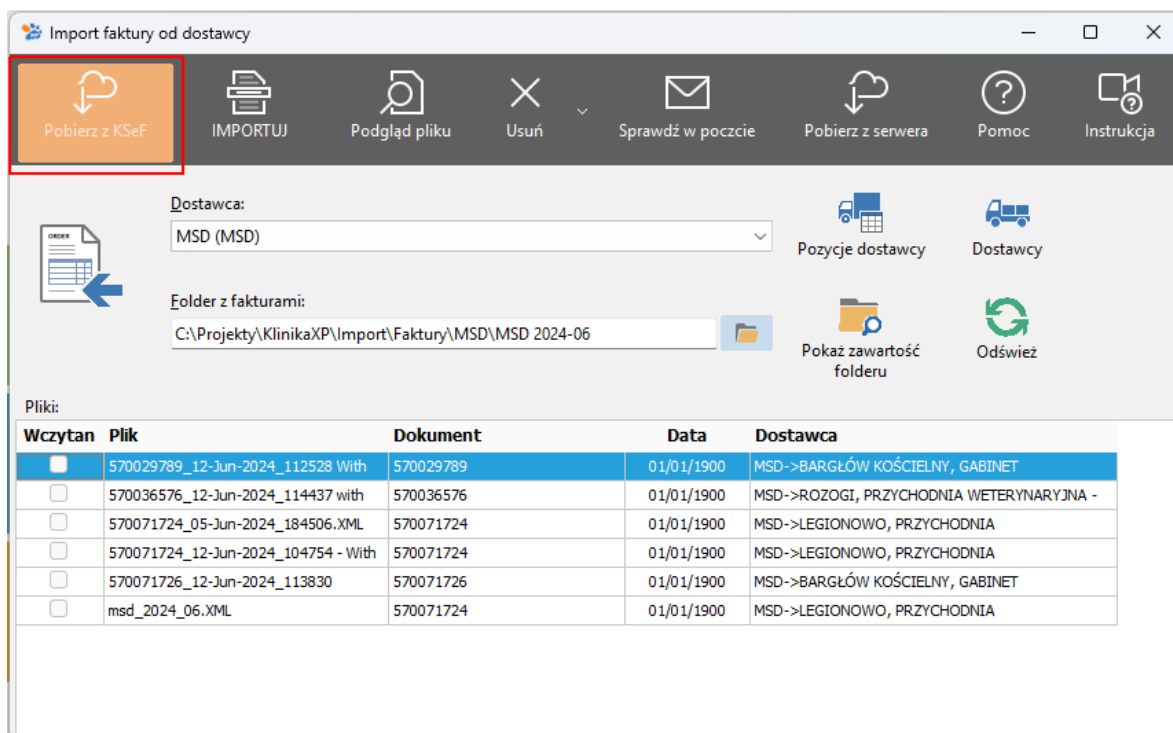 Import faktury od dostawcy
Pobierz z KSeF
IMPORTUJ
Podgląd pliku
Usuń
Sprawdź w poczcie
Pobierz z serwera
Pomoc
Instrukcja
Dostawca:
MSD (MSD)
Pozycje dostawcy
Dostawcy
ORDER
Folder z fakturami:
C:\Projekty\KlinikaXP\Import\Faktury\MSD\MSD 2024-06
Pokaż zawartość
folderu
Odśwież
Pliki:
Wczytan Plik Dokument Data Dostawca
570029789_12-Jun-2024_112528 With 570029789 01/01/1900 MSD->BARGŁÓW KOŚCIELNY, GABINET
570036576_12-Jun-2024_114437 with 570036576 01/01/1900 MSD->ROZOGI, PRZYCHODNIA WETERYNARYJNA -
570071724_05-Jun-2024_184506.XML 570071724 01/01/1900 MSD->LEGIONOWO, PRZYCHODNIA
570071724_12-Jun-2024_104754 - With 570071724 01/01/1900 MSD->LEGIONOWO, PRZYCHODNIA
570071726_12-Jun-2024_113830 570071726 01/01/1900 MSD->BARGŁÓW KOŚCIELNY, GABINET
msd_2024_06.XML 570071724 01/01/1900 MSD->LEGIONOWO, PRZYCHODNIA